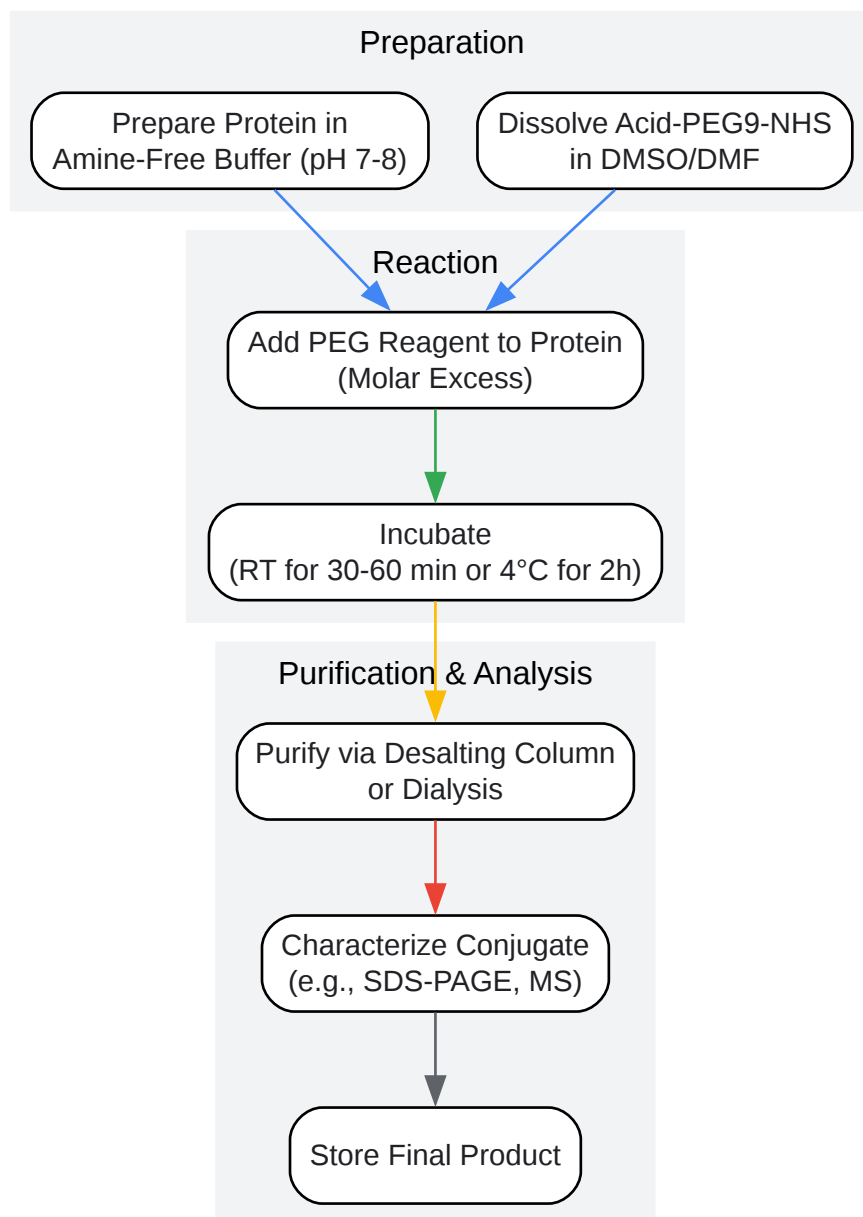 Preparation
Prepare Protein in
Amine-Free Buffer (pH 7-8)
Dissolve Acid-PEG9-NHS
in DMSO/DMF
Reaction
Add PEG Reagent to Protein
(Molar Excess)
Incubate
(RT for 30-60 min or 4°C for 2h)
Purification & Analysis
Purify via Desalting Column
or Dialysis
Characterize Conjugate
(e.g., SDS-PAGE, MS)
Store Final Product